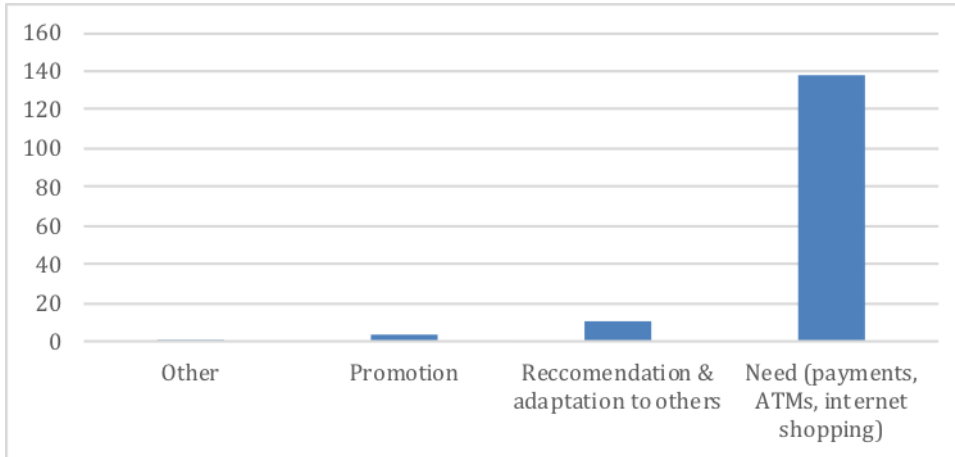 160
140
120
100
80
60
40
20
0
Other
Promotion
Reccomendation &
adaptation to others
Need (payments,
ATMs, internet
shopping)